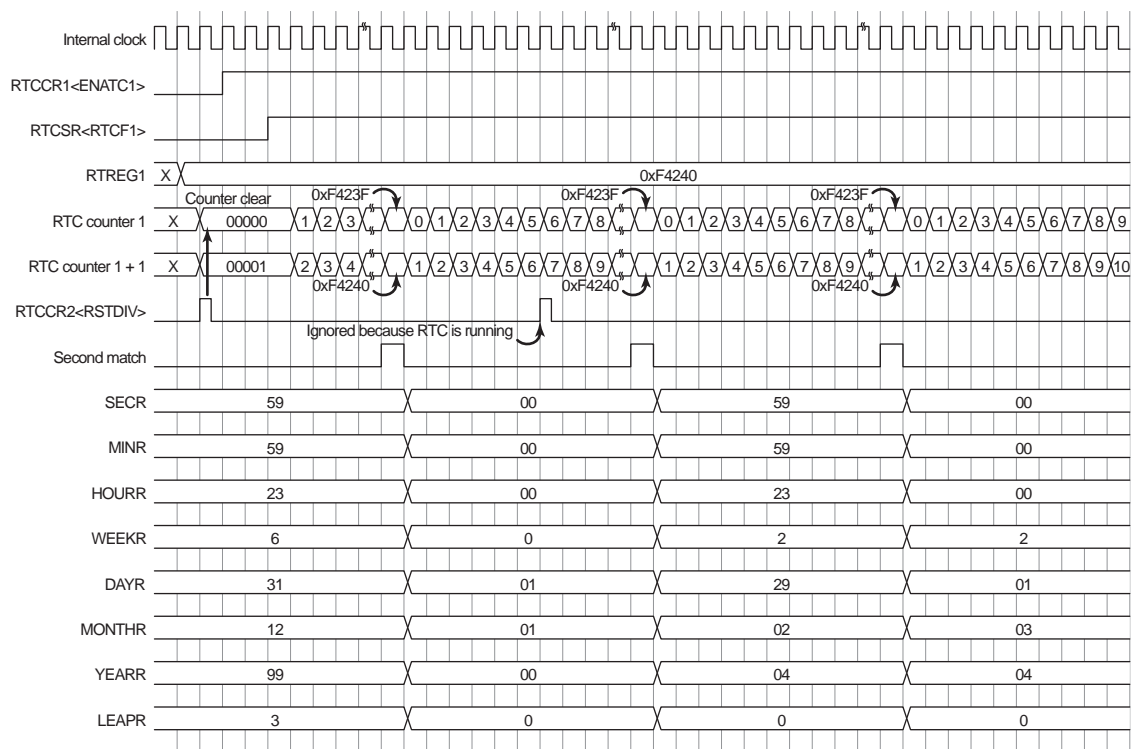 Internal clock
RTCCR1<ENATC1>
RTCSR<RTCF1>
RTREG1 X 0xF4240
Counter clear 0xF423F 0xF423F 0xF423F
RTC counter 1 X 00000 1 2 3 0 1 2 3 4 5 6 7 8 0 1 2 3 4 5 6 7 8 0 1 2 3 4 5 6 7 8 9
RTC counter 1 + 1 X 00001 2 3 4 1 2 3 4 5 6 7 8 9 1 2 3 4 5 6 7 8 9 1 2 3 4 5 6 7 8 9 10
0xF4240 0xF4240 0xF4240
RTCCR2<RSTDIV>
Ignored because RTC is running
Second match
SECR 59 00 59 00
MINR 59 00 59 00
HOURR 23 00 23 00
WEEKR 6 0 2 2
DAYR 31 01 29 01
MONTHR 12 01 02 03
YEARR 99 00 04 04
LEAPR 3 0 0 0